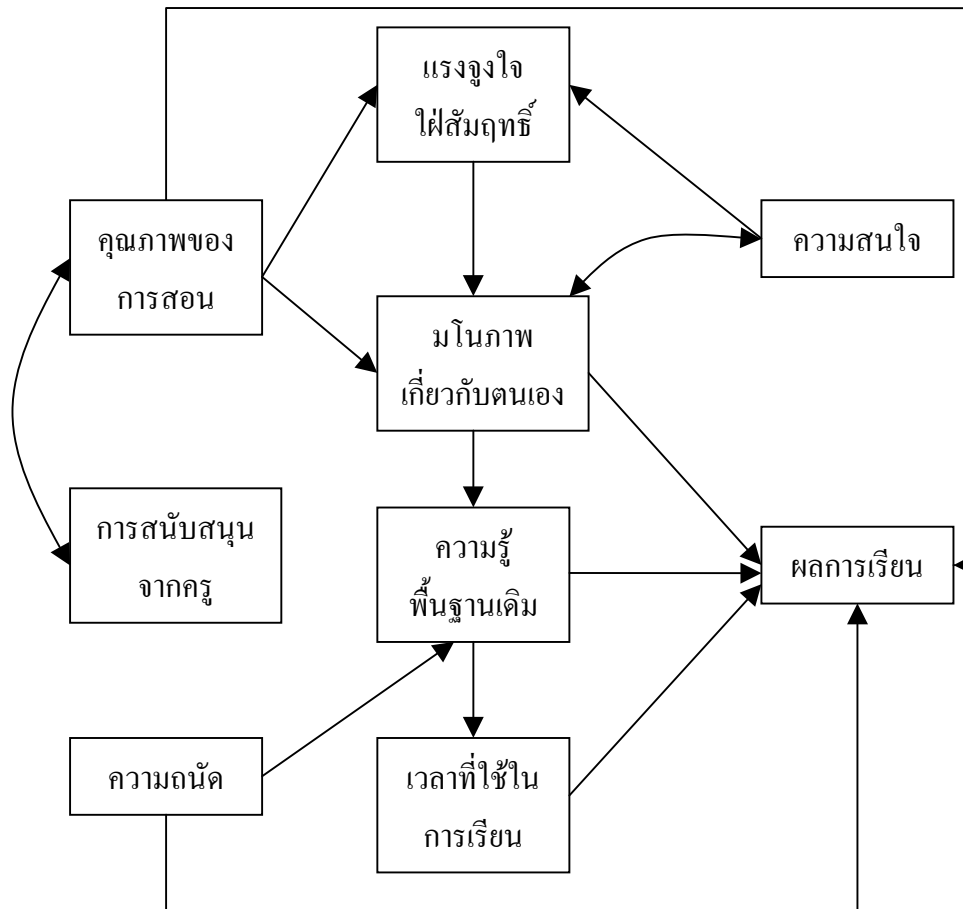 แรงจูงใจ
ใฝ่สัมฤทธิ์
คุณภาพของ
การสอน
ความสนใจ
มโนภาพ
เกี่ยวกับตนเอง
การสนับสนุน
จากครู
ความรู้
พื้นฐานเดิม
ผลการเรียน
ความถนัด
เวลาที่ใช้ใน
การเรียน